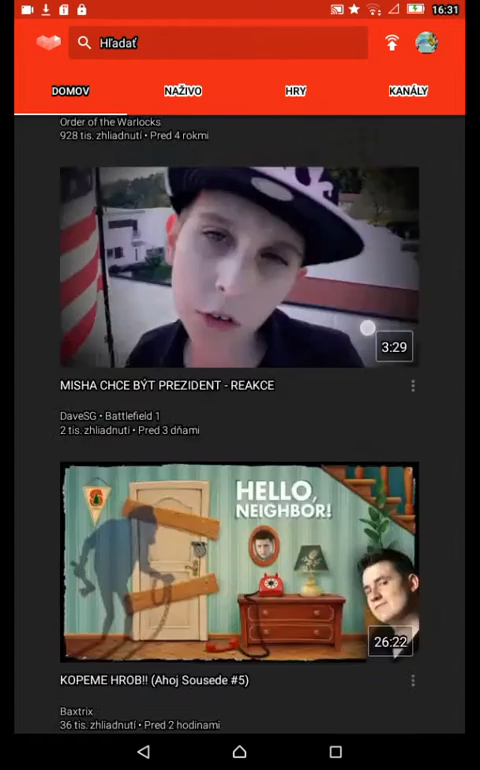 16:31
Hľadať
DOMOV
NAŽIVO
HRY
KANÁLY
Order of the Warlocks
928 tis. zhliadnutí • Pred 4 rokmi
3:29
MISHA CHCE BÝT PREZIDENT - REAKCE
DaveSG • Battlefield 1
2 tis. zhliadnutí • Pred 3 dňami
HELLO,
NEIGHBOR!
26:22
KOPEME HROB!! (Ahoj Sousede #5)
Baxtrix
36 tis. zhliadnutí • Pred 2 hodinami